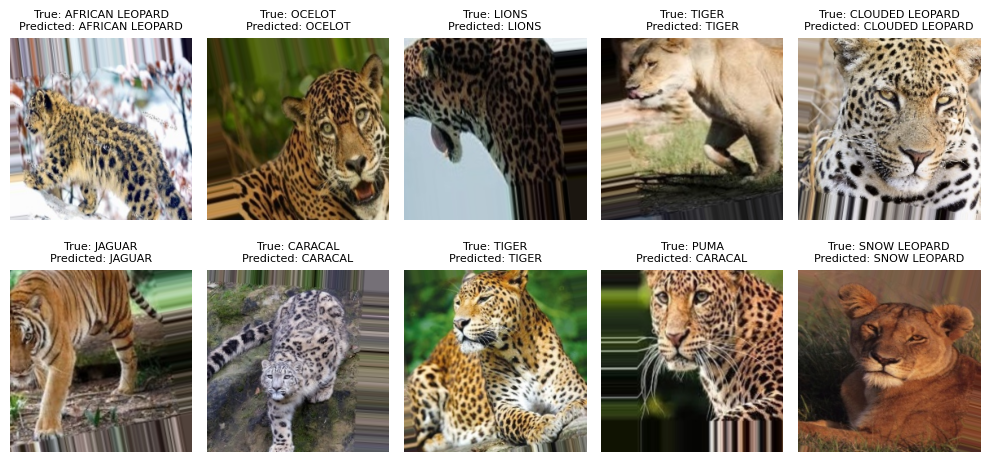 True: AFRICAN LEOPARD
Predicted: AFRICAN LEOPARD
True: OCELOT
Predicted: OCELOT
True: LIONS
Predicted: LIONS
True: TIGER
Predicted: TIGER
True: CLOUDED LEOPARD
Predicted: CLOUDED LEOPARD
True: JAGUAR
Predicted: JAGUAR
True: CARACAL
Predicted: CARACAL
True: TIGER
Predicted: TIGER
True: PUMA
Predicted: CARACAL
True: SNOW LEOPARD
Predicted: SNOW LEOPARD